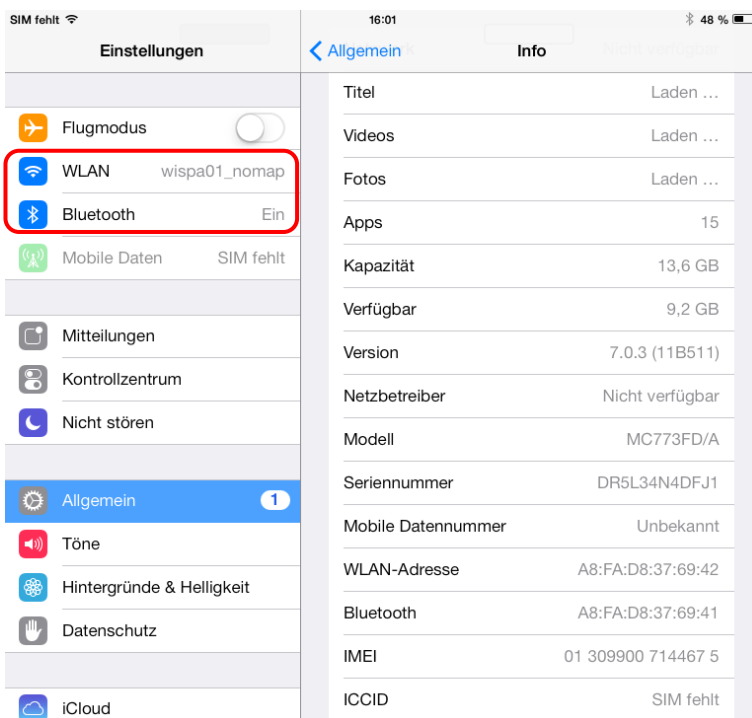 SIM fehlt 16:01 48 %
Einstellungen
Allgemein Info Nicht verfügbar
Flugmodus
WLAN wispa01_nomap
Bluetooth Ein
Mobile Daten SIM fehlt
Mitteilungen
Kontrollzentrum
Nicht stören
Allgemein 1
Töne
Hintergründe & Helligkeit
Datenschutz
iCloud
Titel Laden ...
Videos Laden ...
Fotos Laden ...
Apps 15
Kapazität 13,6 GB
Verfügbar 9,2 GB
Version 7.0.3 (11B511)
Netzbetreiber Nicht verfügbar
Modell MC773FD/A
Seriennummer DR5L34N4DFJ1
Mobile Datennummer Unbekannt
WLAN-Adresse A8:FA:D8:37:69:42
Bluetooth A8:FA:D8:37:69:41
IMEI 01 309900 714467 5
ICCID SIM fehlt